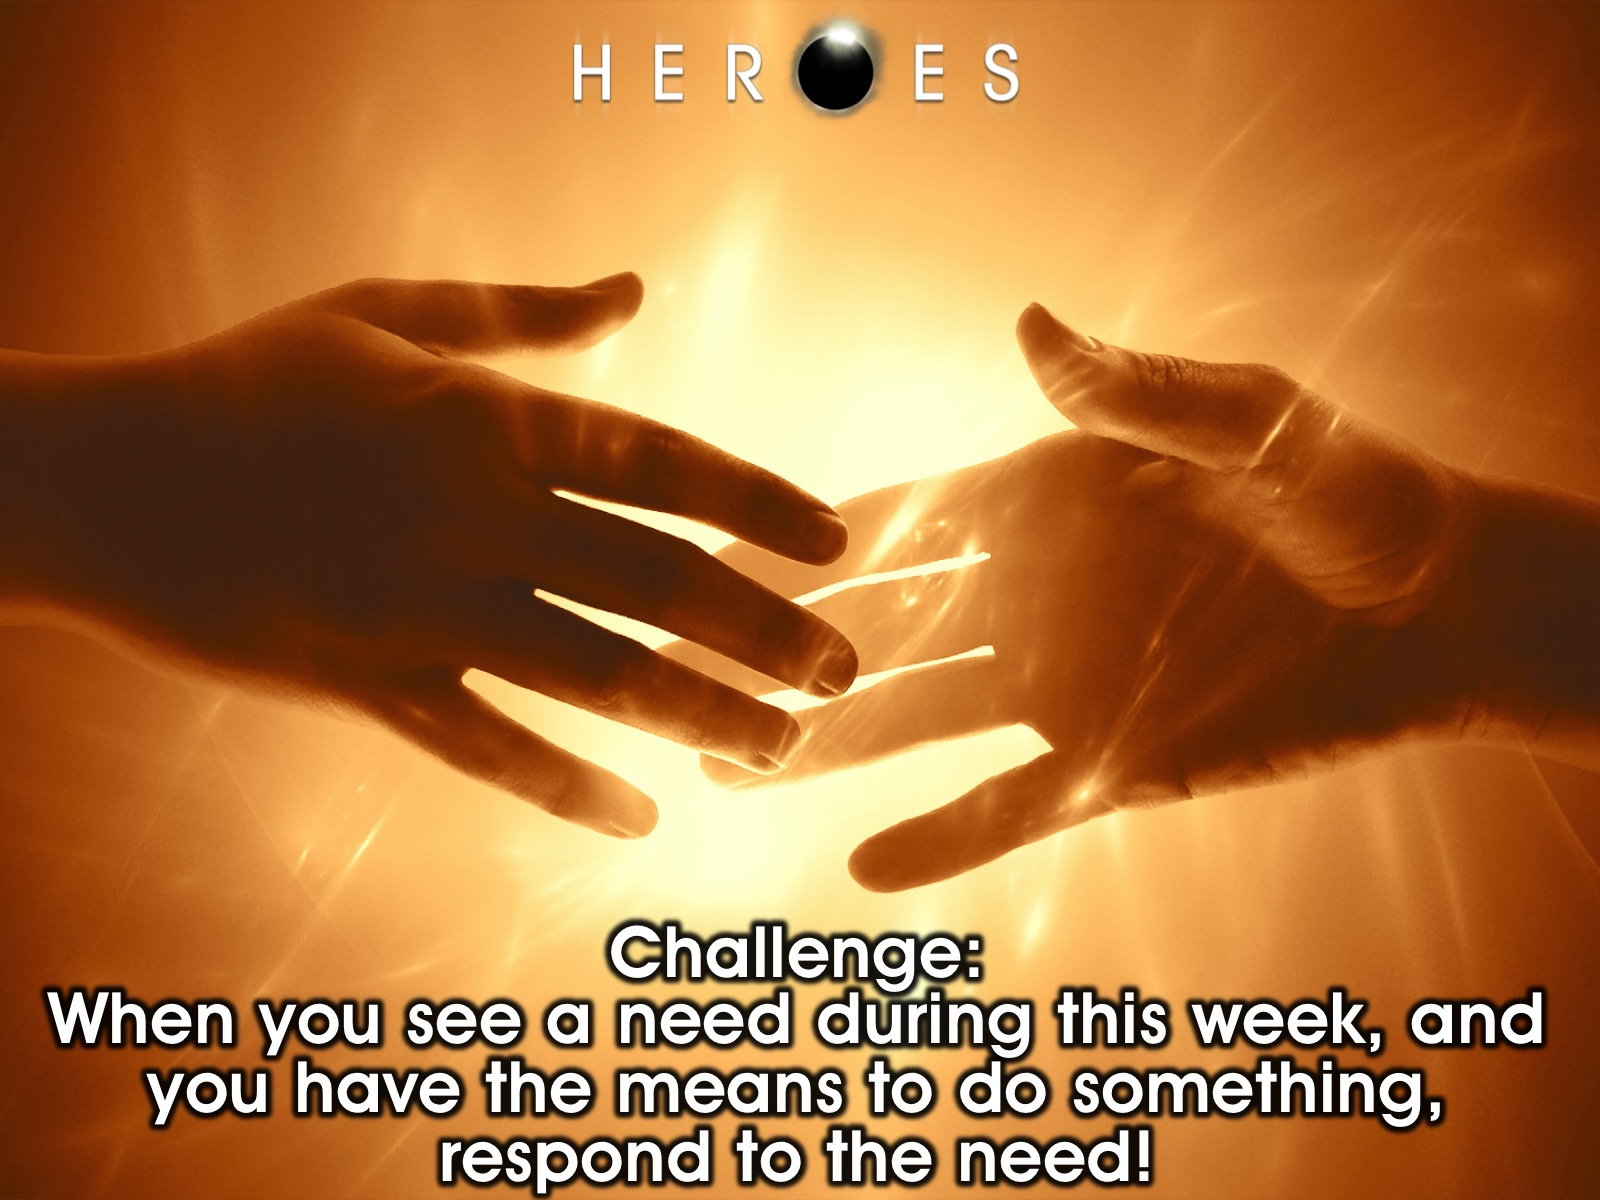 HEROES
Challenge:
When you see a need during this week, and
you have the means to do something,
respond to the need!